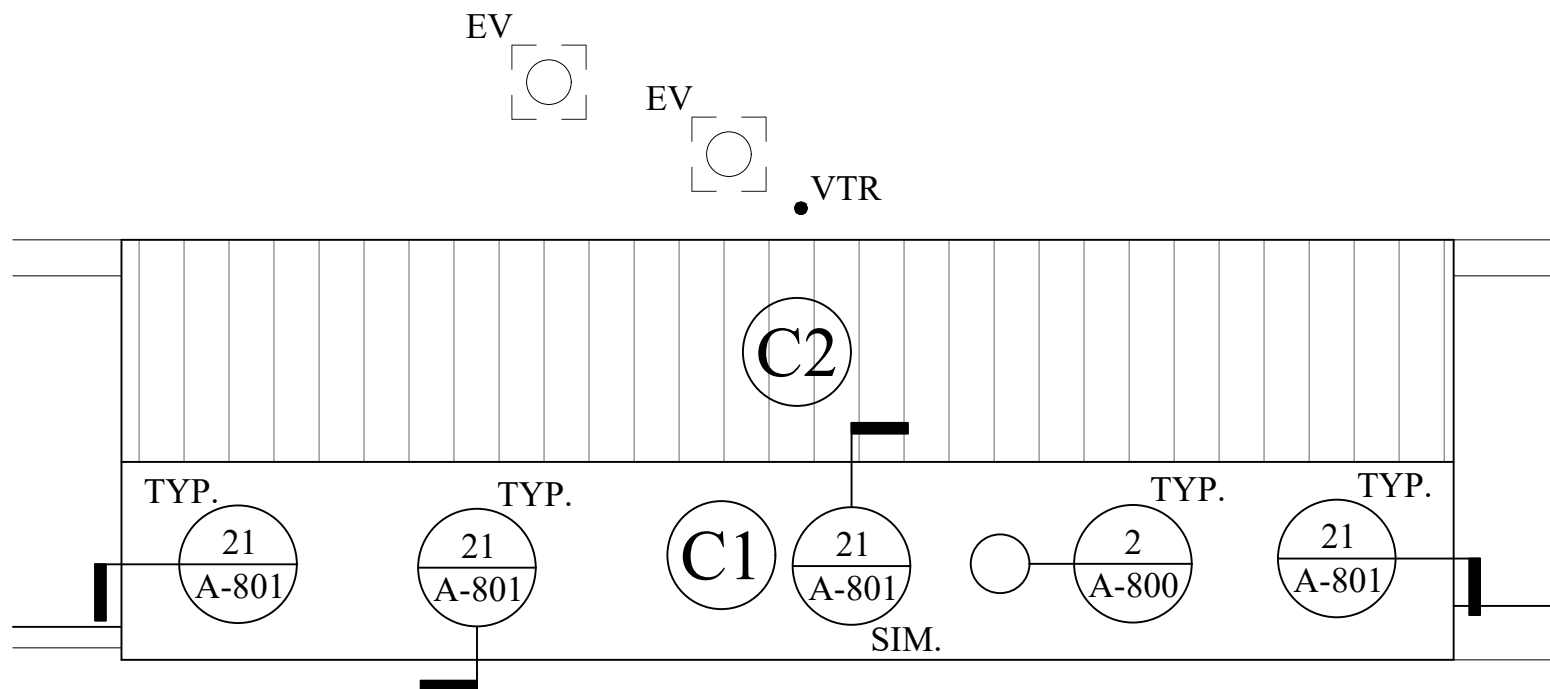 EV
EV
VTR
C2
TYP.
21
A-801
TYP.
21
A-801
C1
21
A-801
SIM.
TYP.
2
A-800
TYP.
21
A-801